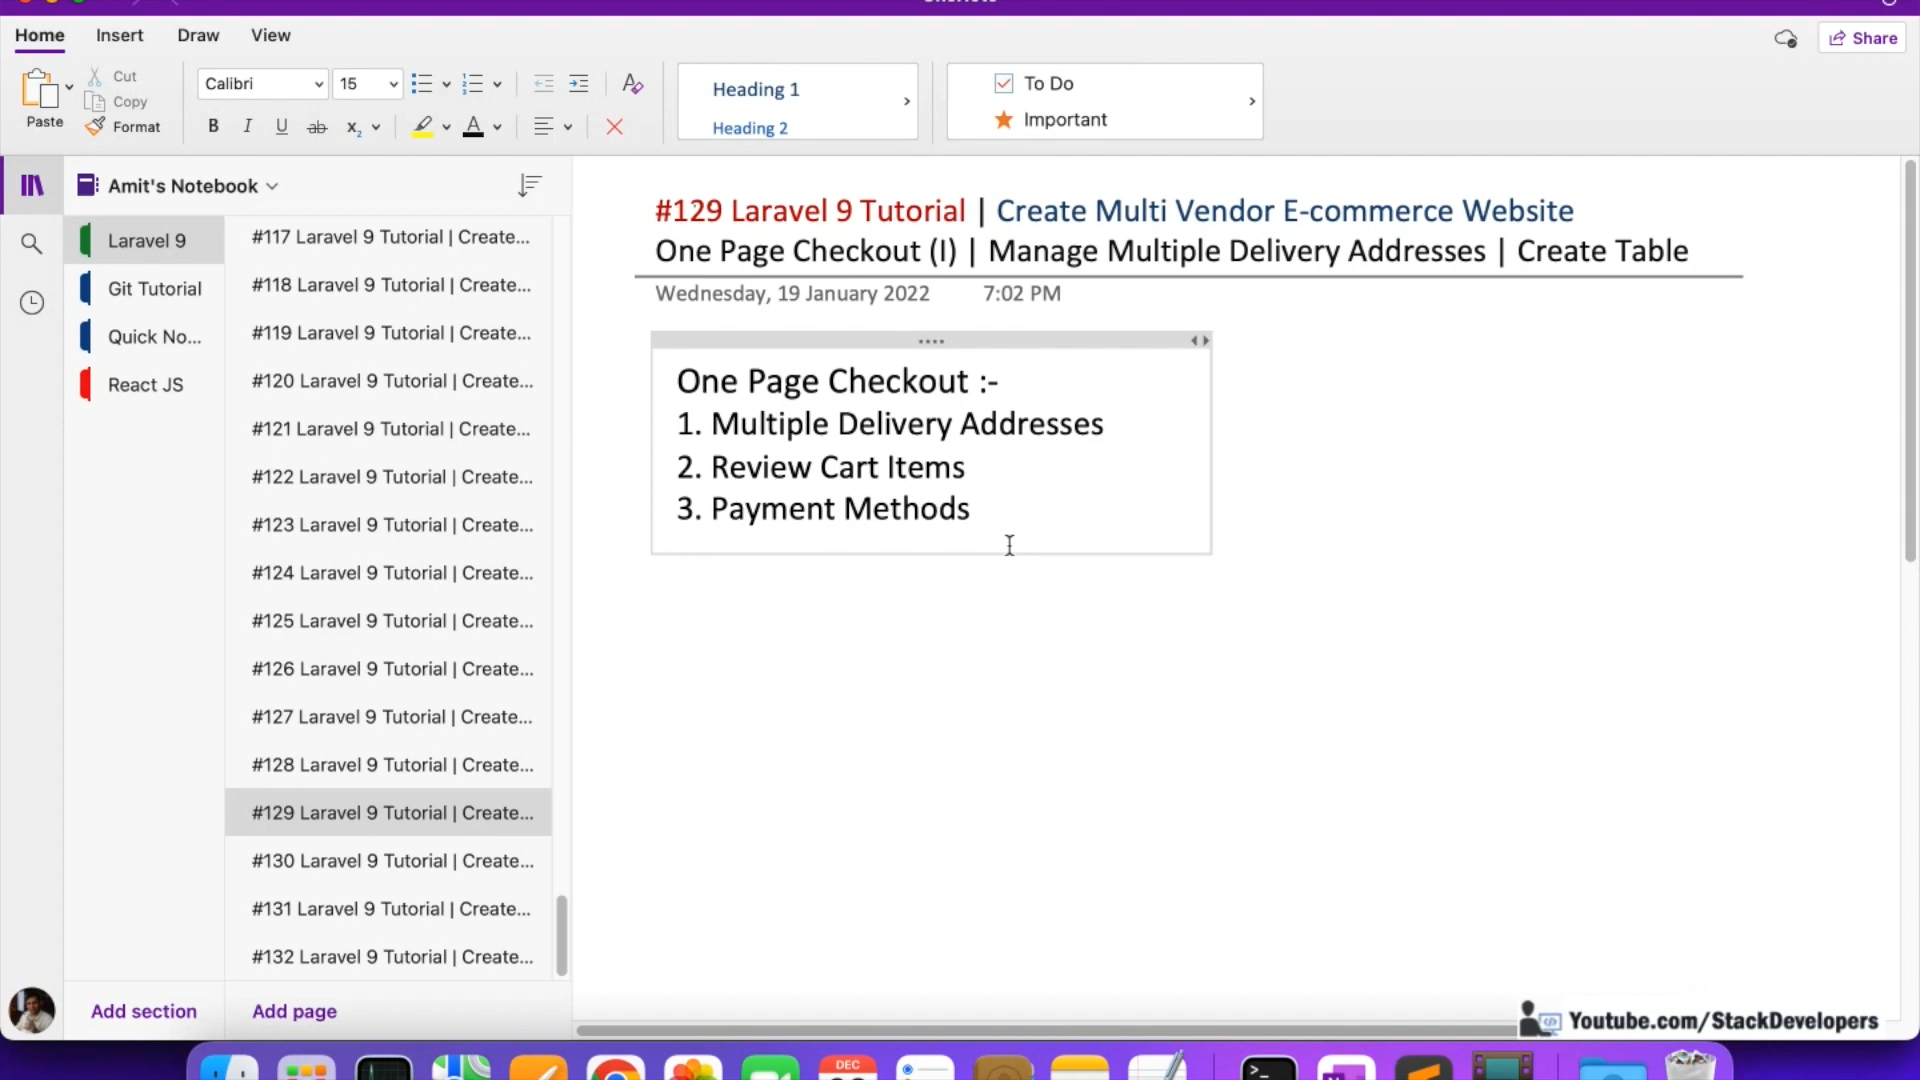 Home Insert Draw View
Share
Paste
Cut
Copy
Format
Calibri 15
Heading 1
Heading 2
To Do
Important
Amit's Notebook
Laravel 9
Git Tutorial
Quick No...
React JS
#117 Laravel 9 Tutorial | Create...
#118 Laravel 9 Tutorial | Create...
#119 Laravel 9 Tutorial | Create...
#120 Laravel 9 Tutorial | Create...
#121 Laravel 9 Tutorial | Create...
#122 Laravel 9 Tutorial | Create...
#123 Laravel 9 Tutorial | Create...
#124 Laravel 9 Tutorial | Create...
#125 Laravel 9 Tutorial | Create...
#126 Laravel 9 Tutorial | Create...
#127 Laravel 9 Tutorial | Create...
#128 Laravel 9 Tutorial | Create...
#129 Laravel 9 Tutorial | Create...
#130 Laravel 9 Tutorial | Create...
#131 Laravel 9 Tutorial | Create...
#132 Laravel 9 Tutorial | Create...
Add section
Add page
#129 Laravel 9 Tutorial | Create Multi Vendor E-commerce Website
One Page Checkout (I) | Manage Multiple Delivery Addresses | Create Table
Wednesday, 19 January 2022 7:02 PM
One Page Checkout :-
1. Multiple Delivery Addresses
2. Review Cart Items
3. Payment Methods
Youtube.com/StackDevelopers
DEC